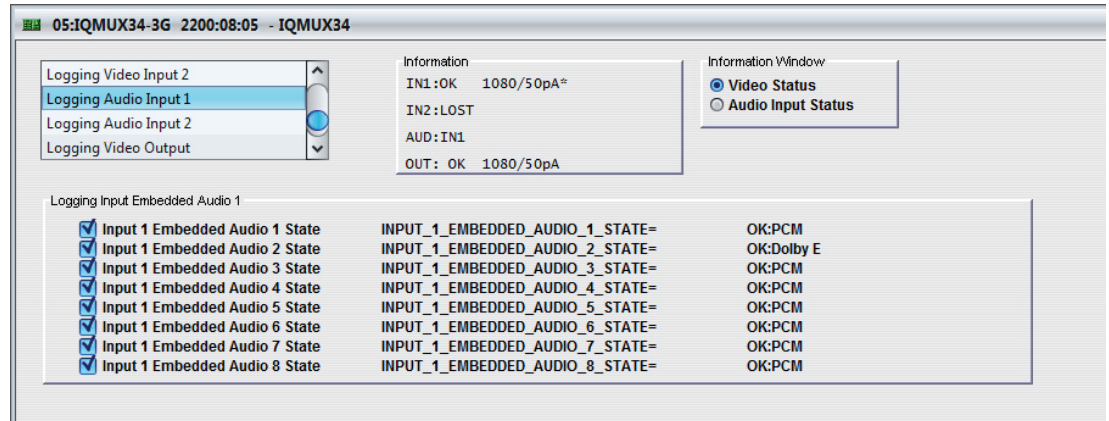 05:IQMUX34-3G 2200:08:05 - IQMUX34
Logging Video Input 2
Logging Audio Input 1
Logging Audio Input 2
Logging Video Output
Information
IN1:OK 1080/50pA*
IN2:LOST
AUD:IN1
OUT: OK 1080/50pA
Information Window
Video Status
Audio Input Status
Logging Input Embedded Audio 1
Input 1 Embedded Audio 1 State INPUT_1_EMBEDDED_AUDIO_1_STATE= OK:PCM
Input 1 Embedded Audio 2 State INPUT_1_EMBEDDED_AUDIO_2_STATE= OK:Dolby E
Input 1 Embedded Audio 3 State INPUT_1_EMBEDDED_AUDIO_3_STATE= OK:PCM
Input 1 Embedded Audio 4 State INPUT_1_EMBEDDED_AUDIO_4_STATE= OK:PCM
Input 1 Embedded Audio 5 State INPUT_1_EMBEDDED_AUDIO_5_STATE= OK:PCM
Input 1 Embedded Audio 6 State INPUT_1_EMBEDDED_AUDIO_6_STATE= OK:PCM
Input 1 Embedded Audio 7 State INPUT_1_EMBEDDED_AUDIO_7_STATE= OK:PCM
Input 1 Embedded Audio 8 State INPUT_1_EMBEDDED_AUDIO_8_STATE= OK:PCM